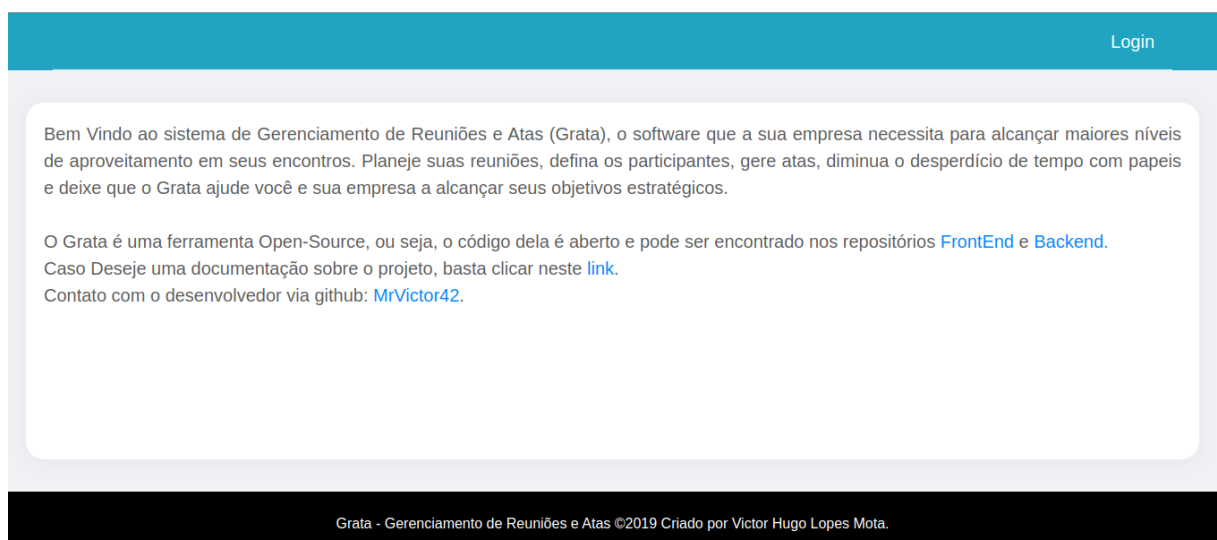 Login
Bem Vindo ao sistema de Gerenciamento de Reuniões e Atas (Grata), o software que a sua empresa necessita para alcançar maiores níveis
de aproveitamento em seus encontros. Planeje suas reuniões, defina os participantes, gere atas, diminua o desperdício de tempo com papeis
e deixe que o Grata ajude você e sua empresa a alcançar seus objetivos estratégicos.
O Grata é uma ferramenta Open-Source, ou seja, o código dela é aberto e pode ser encontrado nos repositórios FrontEnd e Backend.
Caso Deseje uma documentação sobre o projeto, basta clicar neste link.
Contato com o desenvolvedor via github: MrVictor42.
Grata - Gerenciamento de Reuniões e Atas ©2019 Criado por Victor Hugo Lopes Mota.